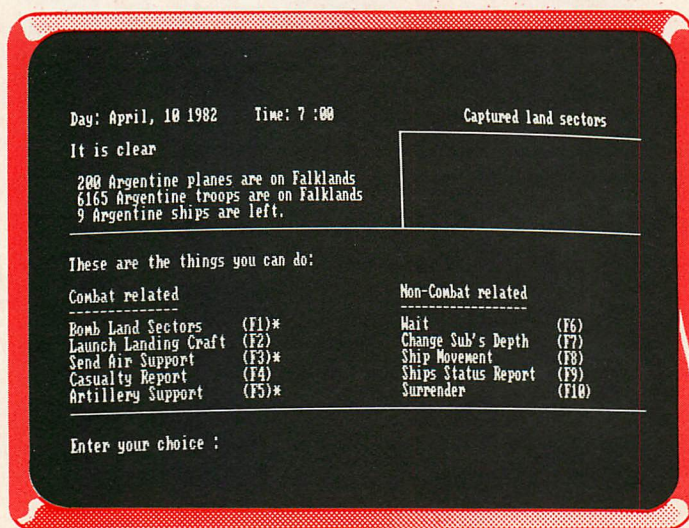 Day: April, 10 1982 Time: 7 :00 Captured land sectors
It is clear
200 Argentine planes are on Falklands
6165 Argentine troops are on Falklands
9 Argentine ships are left.
These are the things you can do:
Combat related Non-Combat related
Bomb Land Sectors (F1)* Wait (F6)
Launch Landing Craft (F2) Change Sub's Depth (F7)
Send Air Support (F3)* Ship Movement (F8)
Casualty Report (F4) Ships Status Report (F9)
Artillery Support (F5)* Surrender (F10)
Enter your choice :